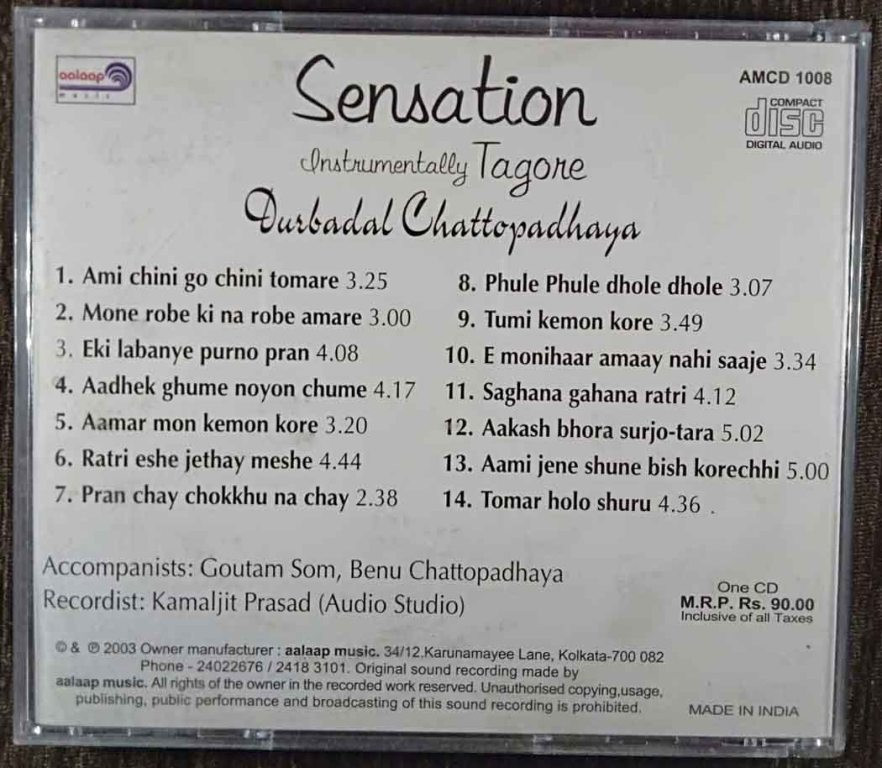 aalaap
music
Sensation
AMCD 1008
COMPACT
disc
DIGITAL AUDIO
Instrumentally Tagore
Durbadal Chattopadhaya
1. Ami chini go chini tomare 3.25
2. Mone robe ki na robe amare 3.00
3. Eki labanye purno pran 4.08
4. Aadhek ghume noyon chume 4.17
5. Aamar mon kemon kore 3.20
6. Ratri eshe jethay meshe 4.44
7. Pran chay chokkhu na chay 2.38
8. Phule Phule dhole dhole 3.07
9. Tumi kemon kore 3.49
10. E monihaar amaay nahi saaje 3.34
11. Saghana gahana ratri 4.12
12. Aakash bhora surjo-tara 5.02
13. Aami jene shune bish korechhi 5.00
14. Tomar holo shuru 4.36 .
Accompanists: Goutam Som, Benu Chattopadhaya
Recordist: Kamaljit Prasad (Audio Studio)
One CD
M.R.P. Rs. 90.00
Inclusive of all Taxes
© & ℗ 2003 Owner manufacturer : aalaap music. 34/12.Karunamayee Lane, Kolkata-700 082
Phone - 24022676 / 2418 3101. Original sound recording made by
aalaap music. All rights of the owner in the recorded work reserved. Unauthorised copying,usage,
publishing, public performance and broadcasting of this sound recording is prohibited.
MADE IN INDIA